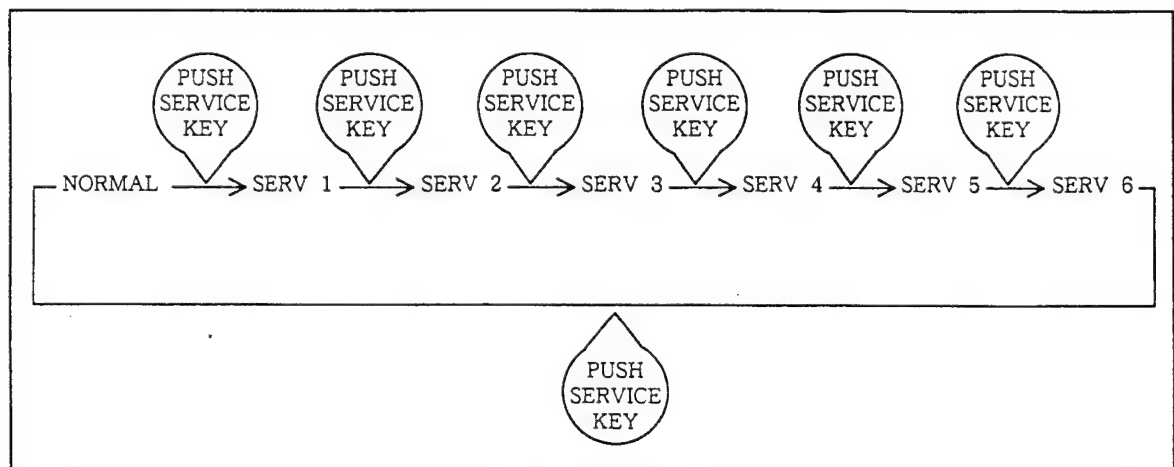 PUSH
SERVICE
KEY
PUSH
SERVICE
KEY
PUSH
SERVICE
KEY
PUSH
SERVICE
KEY
PUSH
SERVICE
KEY
PUSH
SERVICE
KEY
NORMAL SERV 1 SERV 2 SERV 3 SERV 4 SERV 5 SERV 6
PUSH
SERVICE
KEY